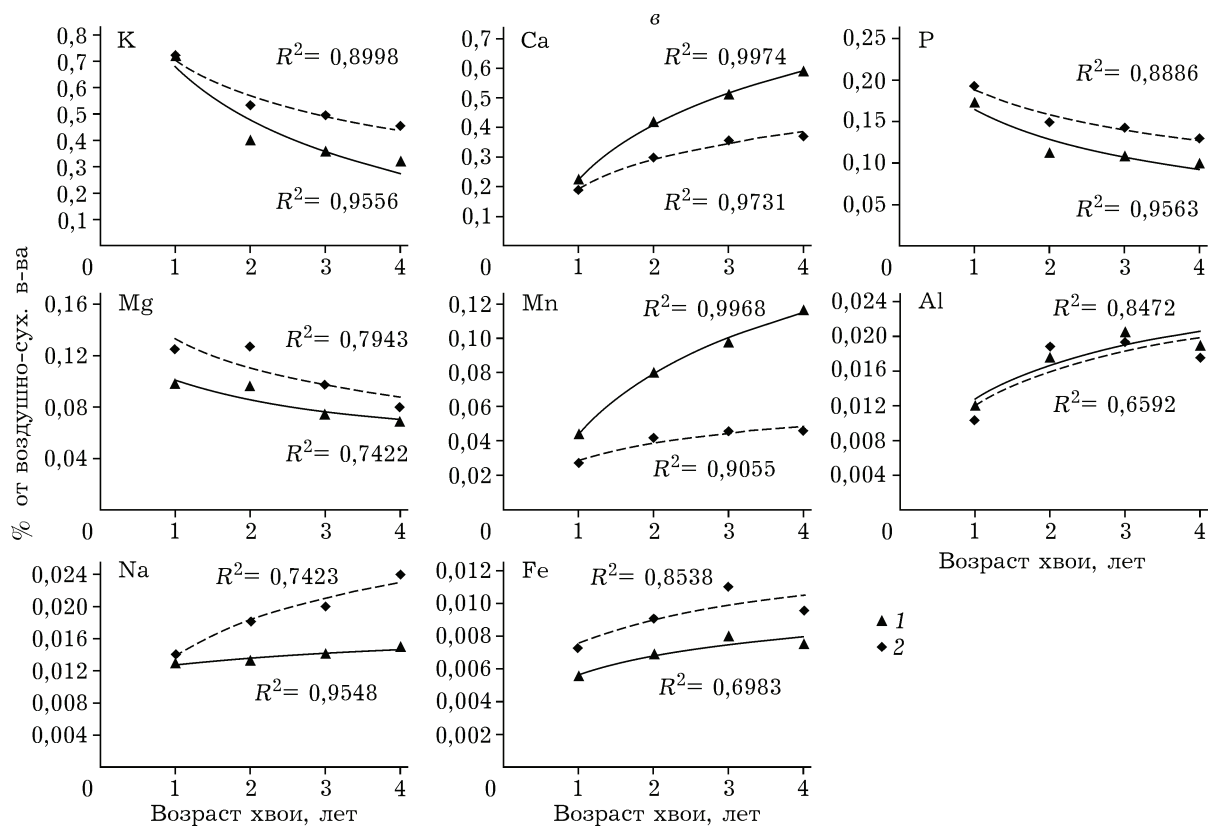 в
K
0,8
0,7
0,6
0,5
0,4
0,3
0,2
0,1
0
1 2 3 4
R²= 0,8998
R²= 0,9556
Ca
0,7
0,6
0,5
0,4
0,3
0,2
0,1
0
1 2 3 4
R²= 0,9974
R²= 0,9731
P
0,25
0,20
0,15
0,10
0,05
0
1 2 3 4
R²= 0,8886
R²= 0,9563
% от воздушно-сух. в-ва
Mg
0,16
0,12
0,08
0,04
0
1 2 3 4
R²= 0,7943
R²= 0,7422
Mn
0,12
0,10
0,08
0,06
0,04
0,02
0
1 2 3 4
R²= 0,9968
R²= 0,9055
Al
0,024
0,020
0,016
0,012
0,008
0,004
0
1 2 3 4
R²= 0,8472
R²= 0,6592
Возраст хвои, лет
Na
0,024
0,020
0,016
0,012
0,008
0,004
0
1 2 3 4
R²= 0,7423
R²= 0,9548
Возраст хвои, лет
Fe
0,012
0,010
0,008
0,006
0,004
0,002
0
1 2 3 4
R²= 0,8538
R²= 0,6983
Возраст хвои, лет
1
2